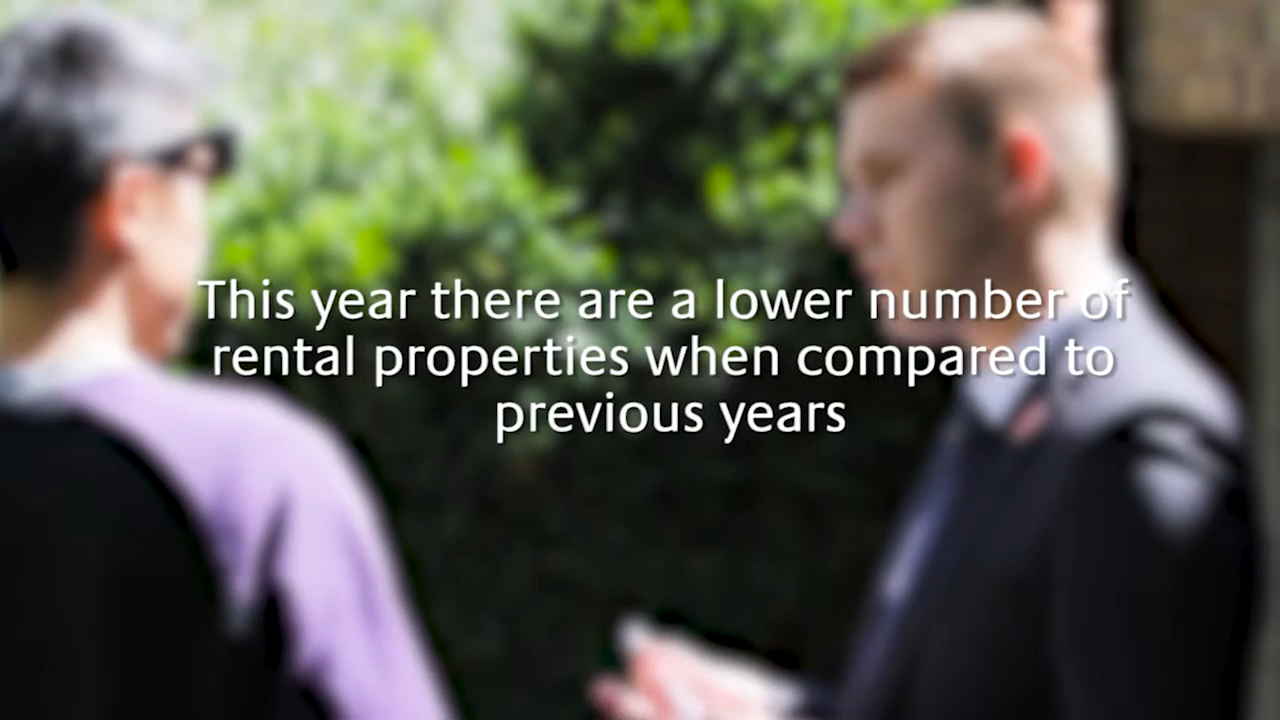 This year there are a lower number of
rental properties when compared to
previous years